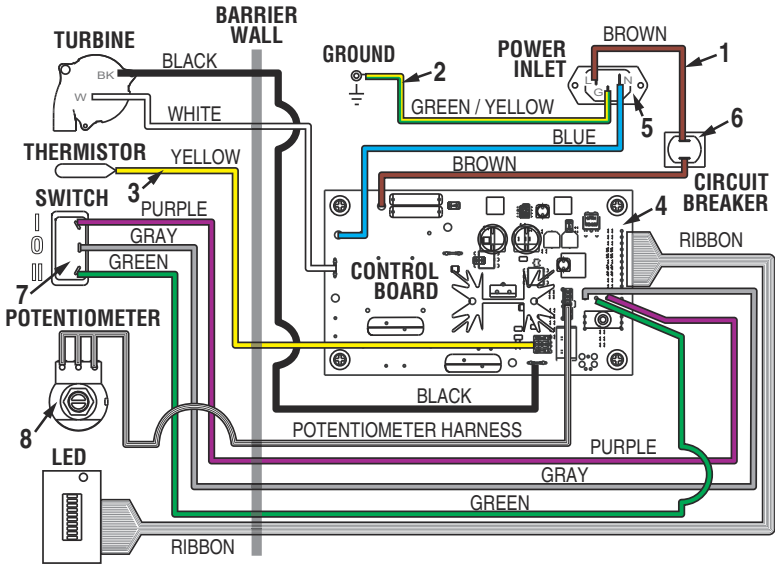 BARRIER
WALL
TURBINE
BK
W
BLACK
WHITE
GROUND
2
GREEN / YELLOW
POWER
INLET
BROWN
1
G
N
5
6
BLUE
BROWN
CIRCUIT
BREAKER
THERMISTOR
YELLOW
3
SWITCH
I
O
II
7
PURPLE
GRAY
GREEN
4
RIBBON
CONTROL
BOARD
POTENTIOMETER
8
BLACK
POTENTIOMETER HARNESS
PURPLE
GRAY
GREEN
LED
RIBBON